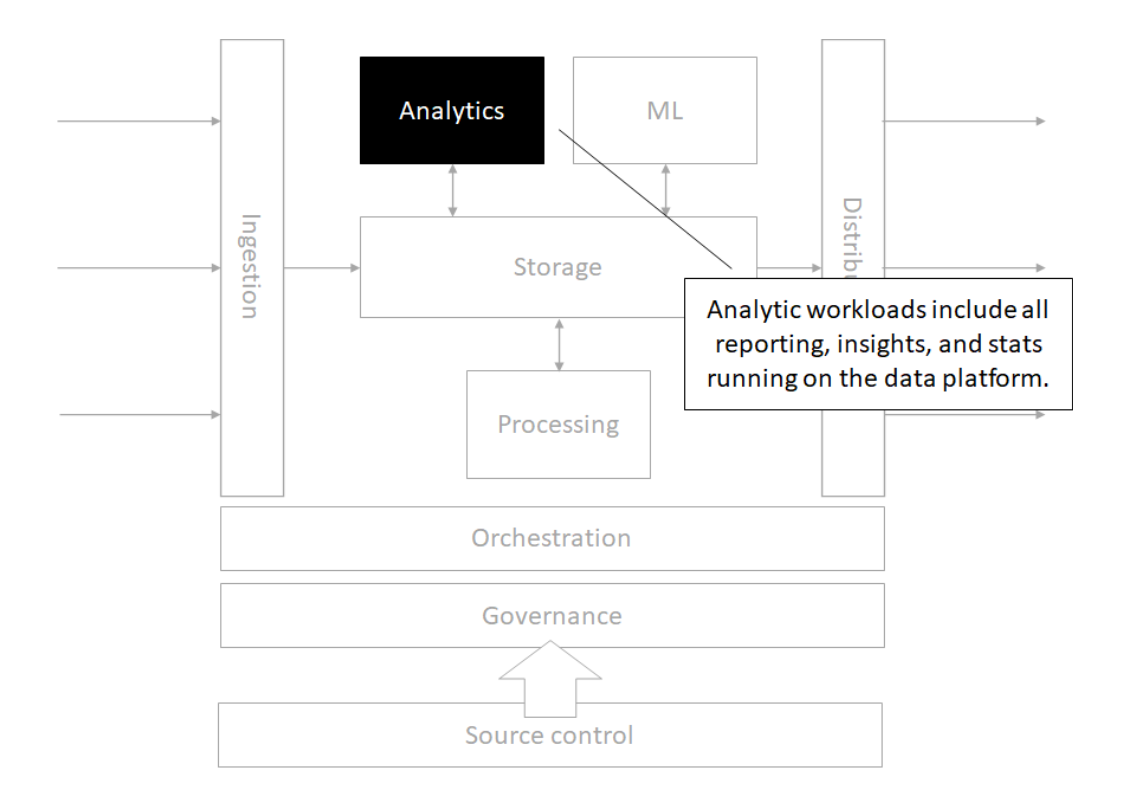 Analytics
ML
Ingestion
Storage
Distribu
Analytic workloads include all
reporting, insights, and stats
running on the data platform.
Processing
Orchestration
Governance
Source control